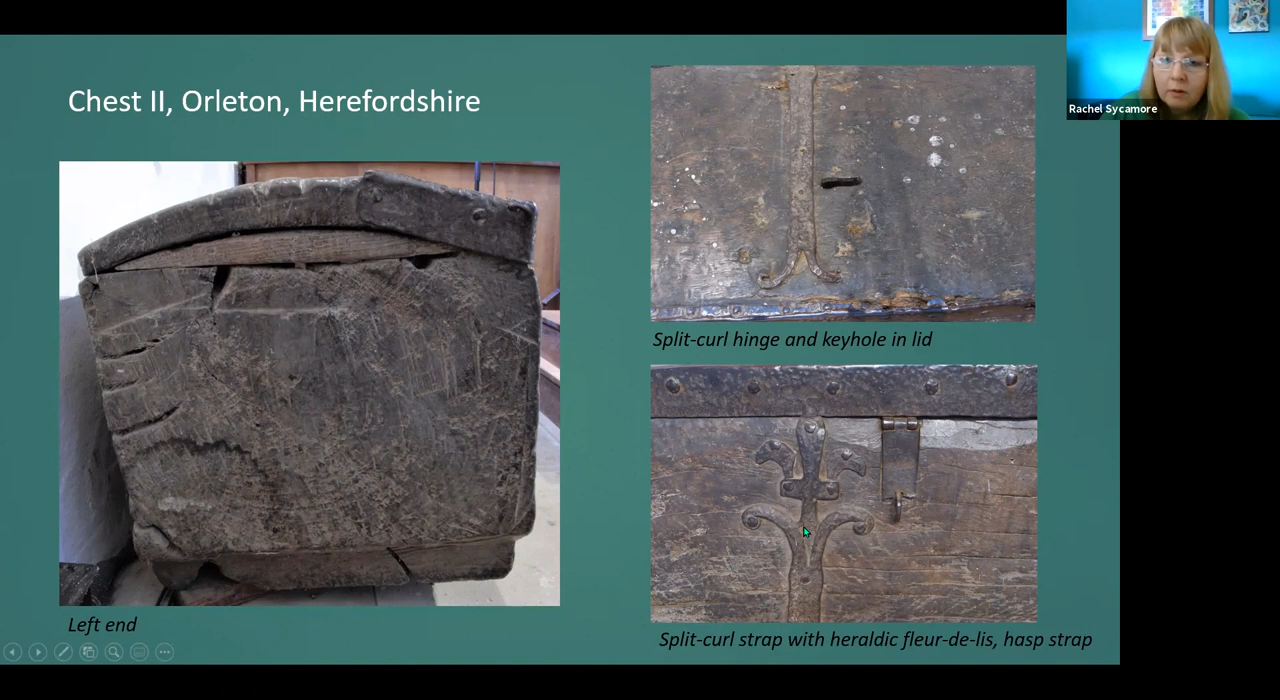 Chest II, Orleton, Herefordshire
Rachel Sycamore
Split-curl hinge and keyhole in lid
Left end
Split-curl strap with heraldic fleur-de-lis, hasp strap